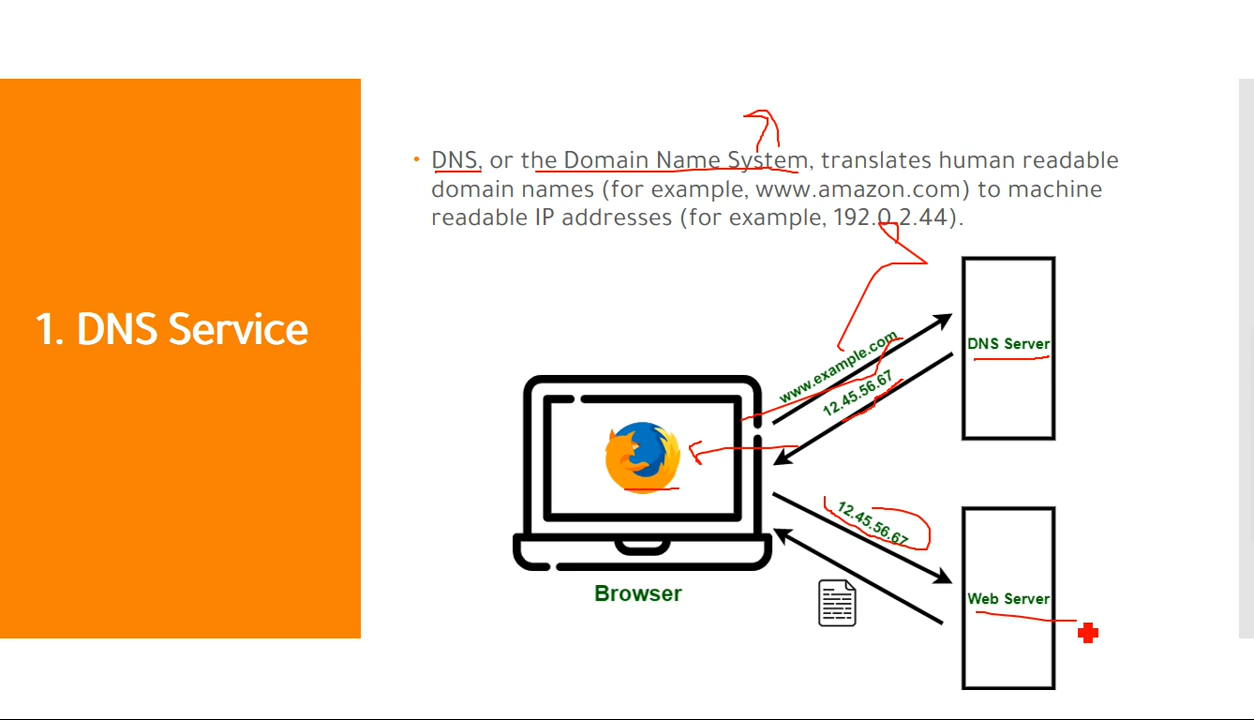 1. DNS Service
• DNS, or the Domain Name System, translates human readable
domain names (for example, www.amazon.com) to machine
readable IP addresses (for example, 192.0.2.44).
www.example.com
12.45.56.67
DNS Server
12.45.56.67
Web Server
Browser